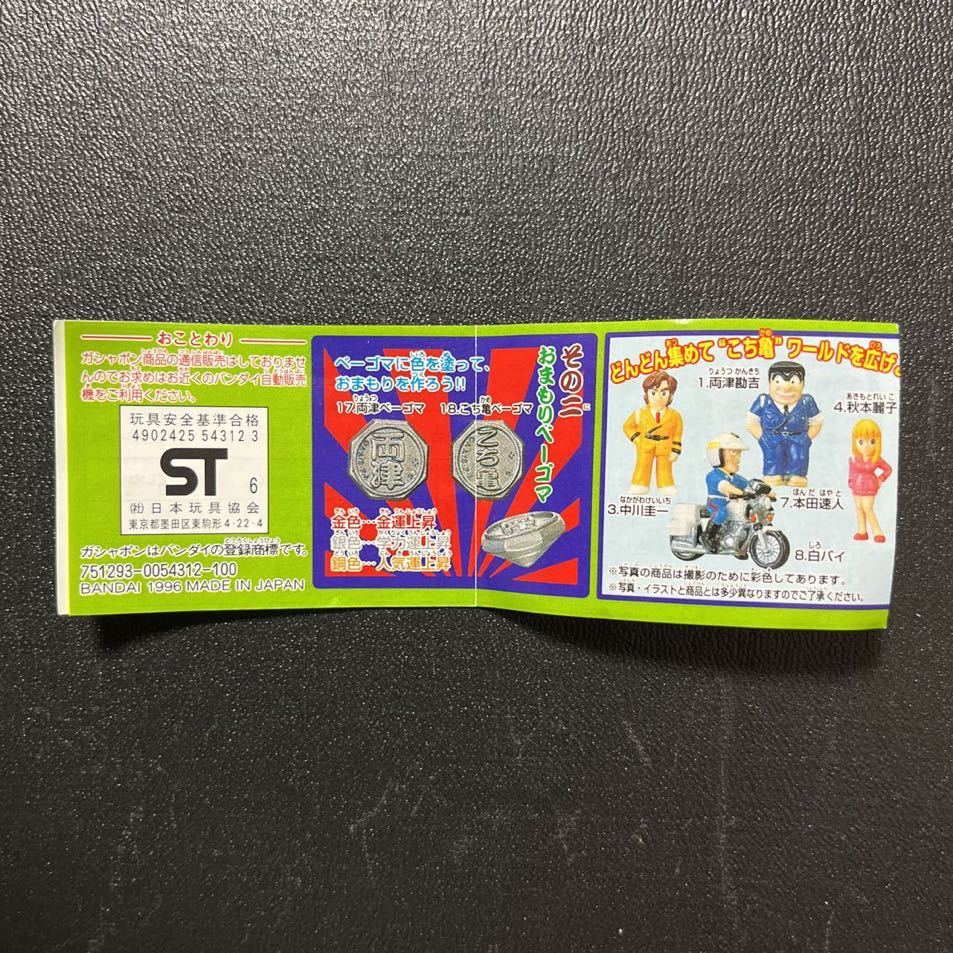 おことわり
ガシャポン商品の通信販売はしておりませ
んのでお求めはお近くのバンダイ自動販売
機をご利用ください。
玩具安全基準合格
4902425 54312 3
ST 6
㈳日本玩具協会
東京都墨田区東駒形4-22-4
ガシャポンはバンダイの登録商標です。
751293-0054312-100
BANDAI 1996 MADE IN JAPAN
その二
おまもりベーゴマ
ベーゴマに色を塗って、
おまもりを作ろう!!
17.両津ベーゴマ
18.こち亀ベーゴマ
両津
こち亀
金色…金運上昇
銀色…学力運上昇
銅色…人気運上昇
どんどん集めて“こち亀”ワールドを広げ
1.両津勘吉
4.秋本麗子
3.中川圭一
7.本田速人
8.白バイ
※写真の商品は撮影のために彩色してあります。
※写真・イラストと商品とは多少異なりますのでご了承ください。